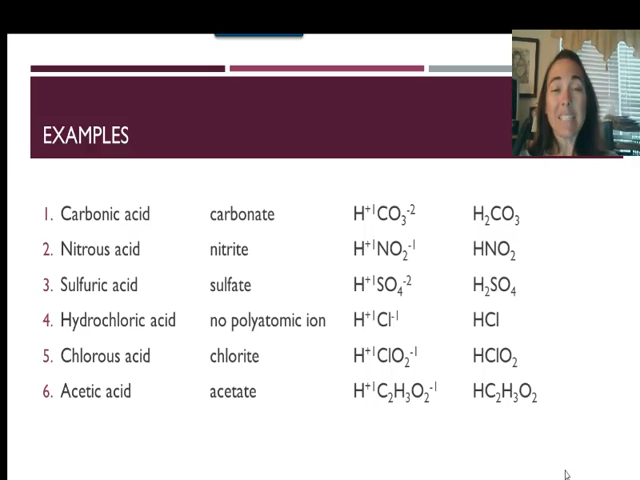 EXAMPLES
1. Carbonic acid carbonate H⁺¹CO₃⁻² H₂CO₃
2. Nitrous acid nitrite H⁺¹NO₂⁻¹ HNO₂
3. Sulfuric acid sulfate H⁺¹SO₄⁻² H₂SO₄
4. Hydrochloric acid no polyatomic ion H⁺¹Cl⁻¹ HCl
5. Chlorous acid chlorite H⁺¹ClO₂⁻¹ HClO₂
6. Acetic acid acetate H⁺¹C₂H₃O₂⁻¹ HC₂H₃O₂